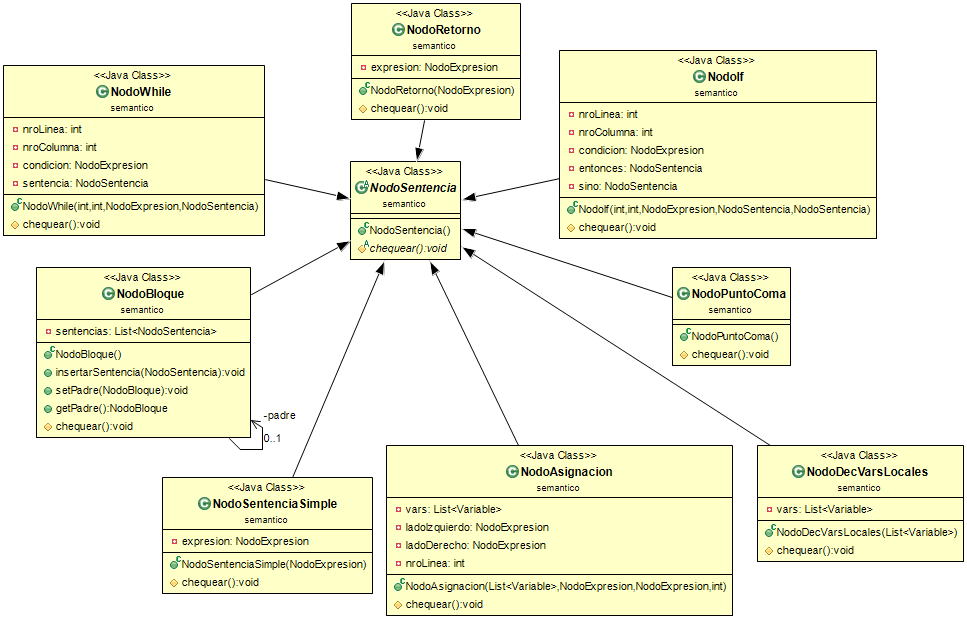 <<Java Class>>
NodoRetorno
semantico
expresion: NodoExpresion
NodoRetorno(NodoExpresion)
chequear():void
<<Java Class>>
NodoWhile
semantico
nroLinea: int
nroColumna: int
condicion: NodoExpresion
sentencia: NodoSentencia
NodoWhile(int,int,NodoExpresion,NodoSentencia)
chequear():void
<<Java Class>>
NodoIf
semantico
nroLinea: int
nroColumna: int
condicion: NodoExpresion
entonces: NodoSentencia
sino: NodoSentencia
NodoIf(int,int,NodoExpresion,NodoSentencia,NodoSentencia)
chequear():void
<<Java Class>>
NodoSentencia
semantico
NodoSentencia()
chequear():void
<<Java Class>>
NodoBloque
semantico
sentencias: List<NodoSentencia>
NodoBloque()
insertarSentencia(NodoSentencia):void
setPadre(NodoBloque):void
getPadre():NodoBloque
chequear():void
-padre
0..1
<<Java Class>>
NodoPuntoComa
semantico
NodoPuntoComa()
chequear():void
<<Java Class>>
NodoSentenciaSimple
semantico
expresion: NodoExpresion
NodoSentenciaSimple(NodoExpresion)
chequear():void
<<Java Class>>
NodoAsignacion
semantico
vars: List<Variable>
ladoIzquierdo: NodoExpresion
ladoDerecho: NodoExpresion
nroLinea: int
NodoAsignacion(List<Variable>,NodoExpresion,NodoExpresion,int)
chequear():void
<<Java Class>>
NodoDecVarsLocales
semantico
vars: List<Variable>
NodoDecVarsLocales(List<Variable>)
chequear():void